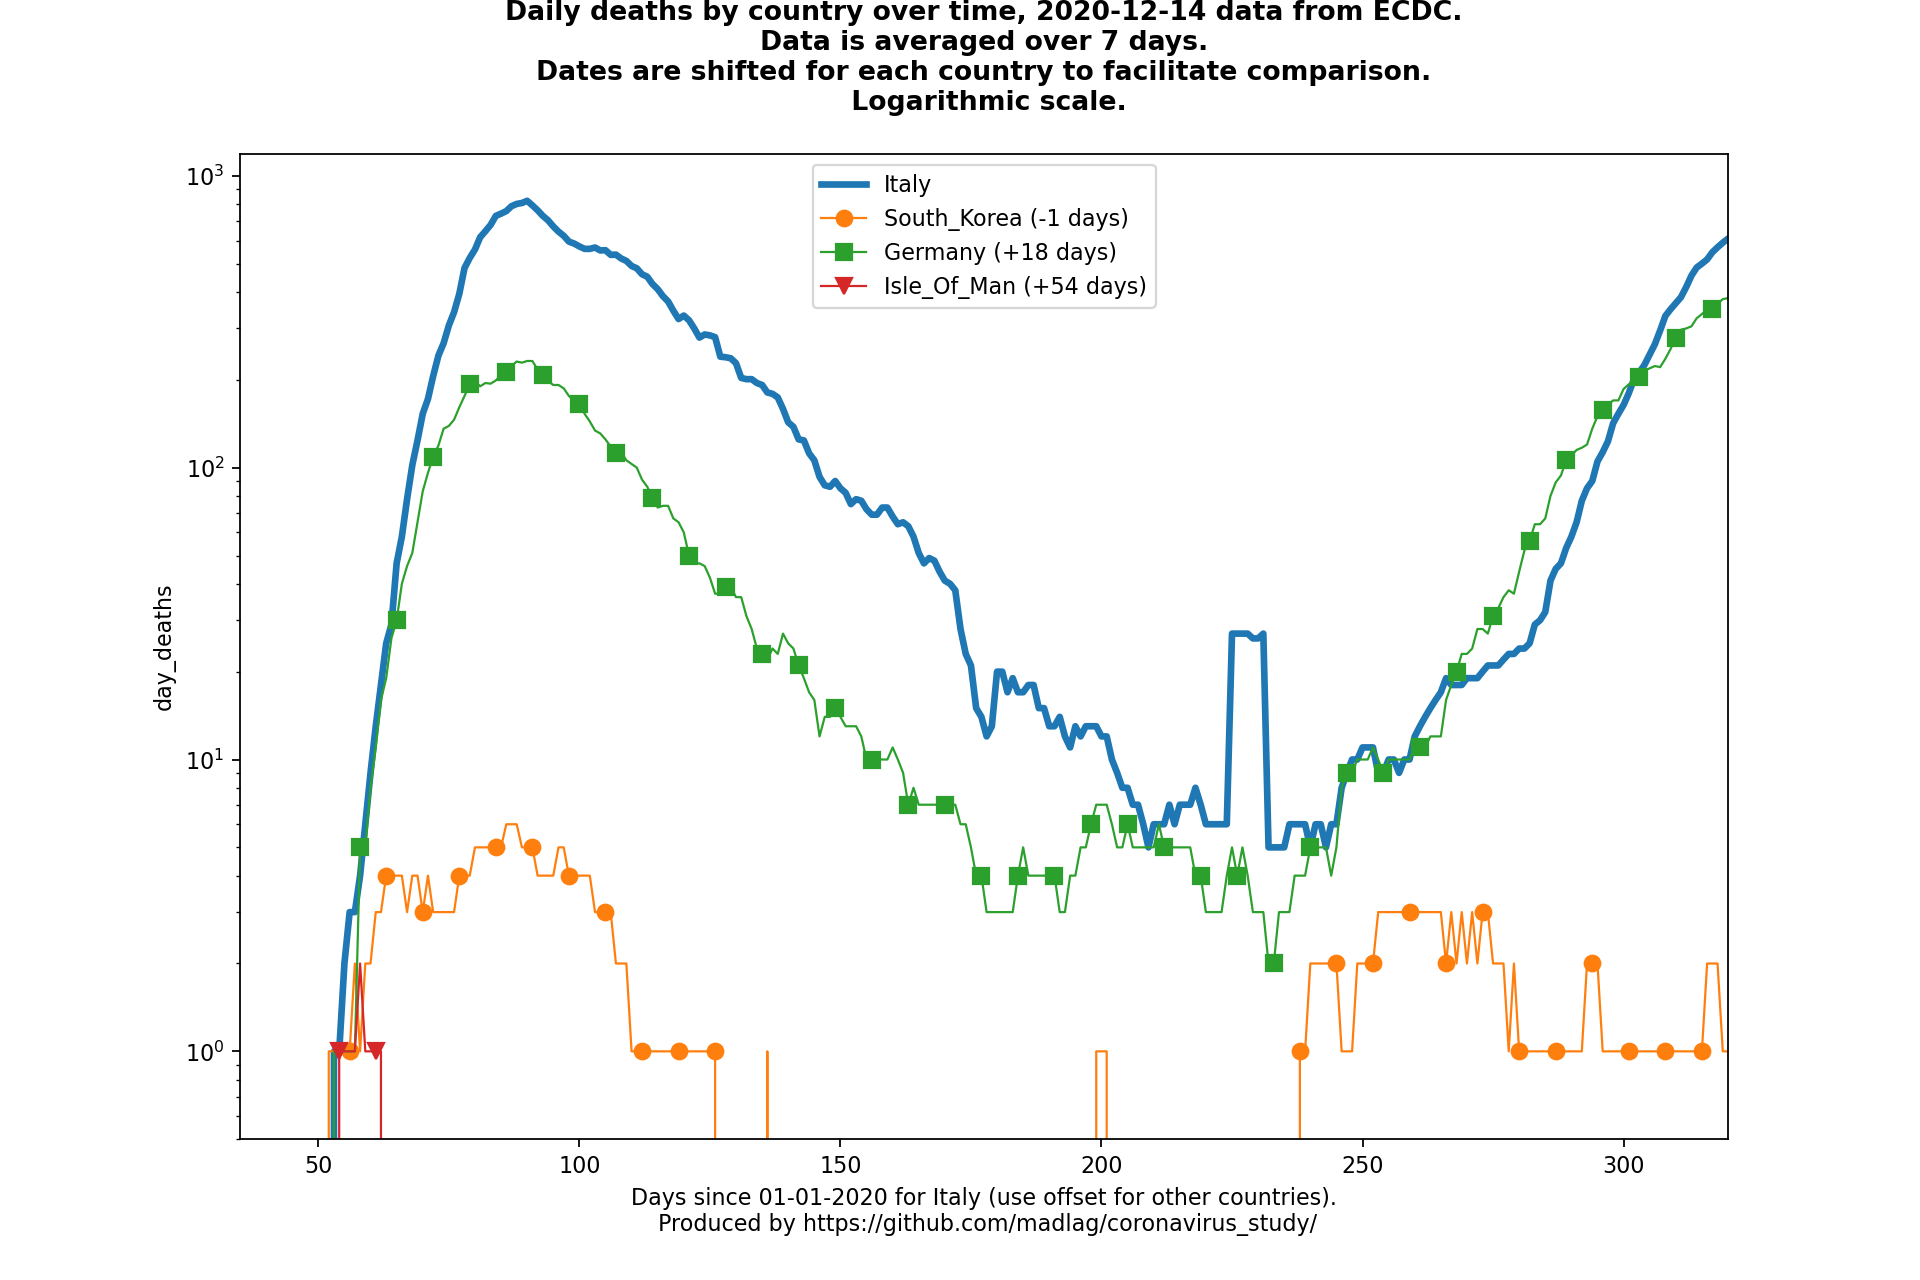 Daily deaths by country over time, 2020-12-14 data from ECDC.
Data is averaged over 7 days.
Dates are shifted for each country to facilitate comparison.
Logarithmic scale.
10³
Italy
South_Korea (-1 days)
Germany (+18 days)
Isle_Of_Man (+54 days)
10²
day_deaths
10¹
10⁰
50 100 150 200 250 300
Days since 01-01-2020 for Italy (use offset for other countries).
Produced by https://github.com/madlag/coronavirus_study/